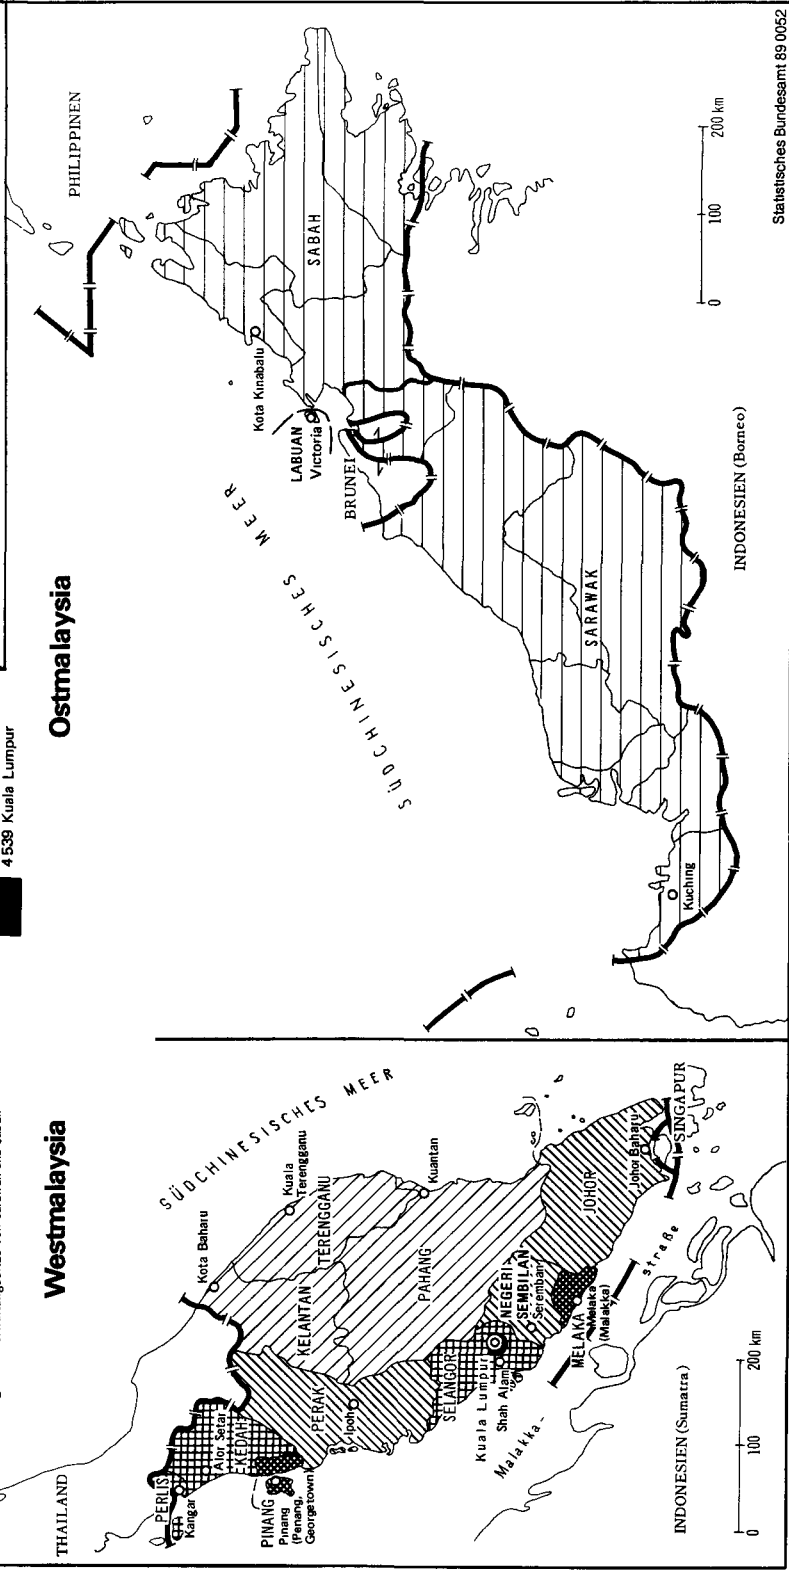 4 539 Kuala Lumpur
Westmalaysia
Ostmalaysia
THAILAND
PERLIS
Kangar
Alor Setar
KEDAH
PINANG
Pinang
(Penang,
Georgetown)
PERAK
Ipoh
KELANTAN
Kota Baharu
SÜDCHINESISCHES MEER
Kuala
Terengganu
TERENGGANU
Kuantan
PAHANG
SELANGOR
Kuala Lumpur
Shah Alam
NEGERI
SEMBILAN
Seremban
MELAKA
Melaka
(Malakka)
JOHOR
Johor Baharu
SINGAPUR
Malakka-
straße
INDONESIEN (Sumatra)
0 100 200 km
PHILIPPINEN
SABAH
Kota Kinabalu
LABUAN
Victoria
BRUNEI
SÜDCHINESISCHES MEER
SARAWAK
Kuching
INDONESIEN (Borneo)
0 100 200 km
Statistisches Bundesamt 89 0052